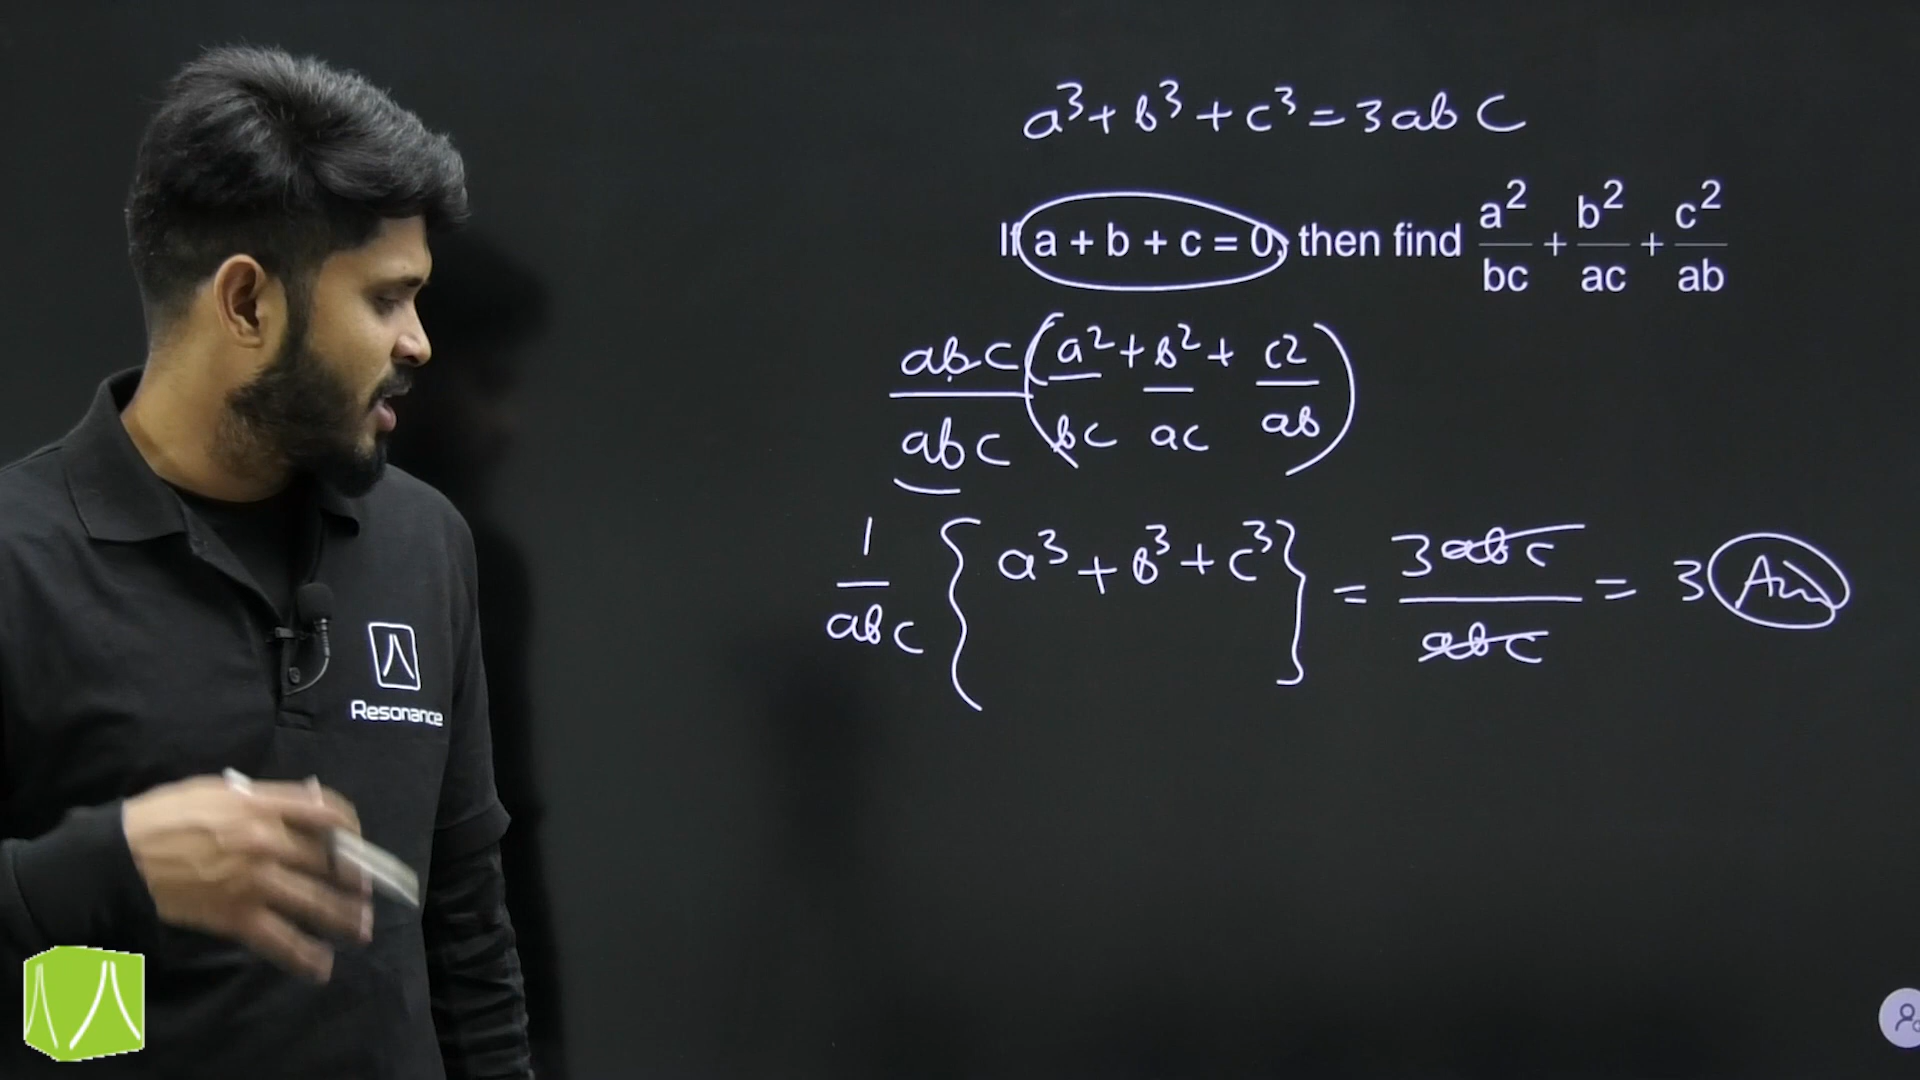 a³ + b³ + c³ = 3abc
If a + b + c = 0, then find a²/bc + b²/ac + c²/ab
abc/abc (a²/bc + b²/ac + c²/ab)
1/abc { a³ + b³ + c³ } = 3abc/abc = 3 Ans
Resonance